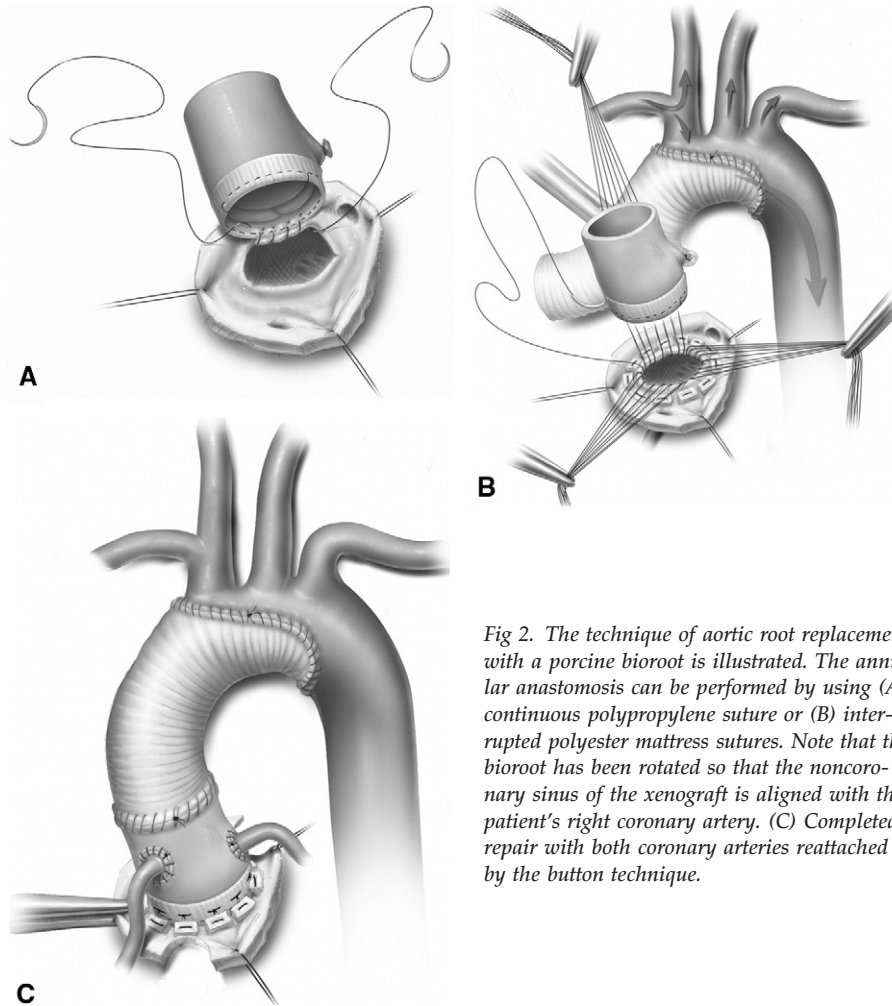 A
B
C
Fig 2. The technique of aortic root replacemen
with a porcine bioroot is illustrated. The ann
lar anastomosis can be performed by using (A
continuous polypropylene suture or (B) inter-
rupted polyester mattress sutures. Note that th
bioroot has been rotated so that the noncoro-
nary sinus of the xenograft is aligned with th
patient's right coronary artery. (C) Completed
repair with both coronary arteries reattached
by the button technique.